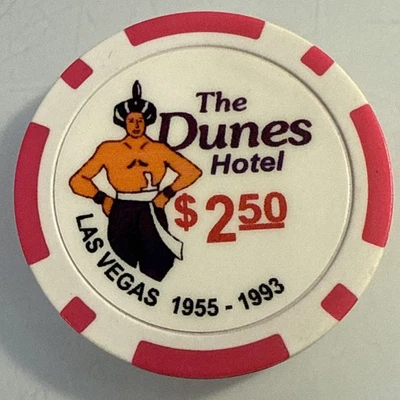 The
Dunes
Hotel
$ 2.50
LAS VEGAS 1955 - 1993